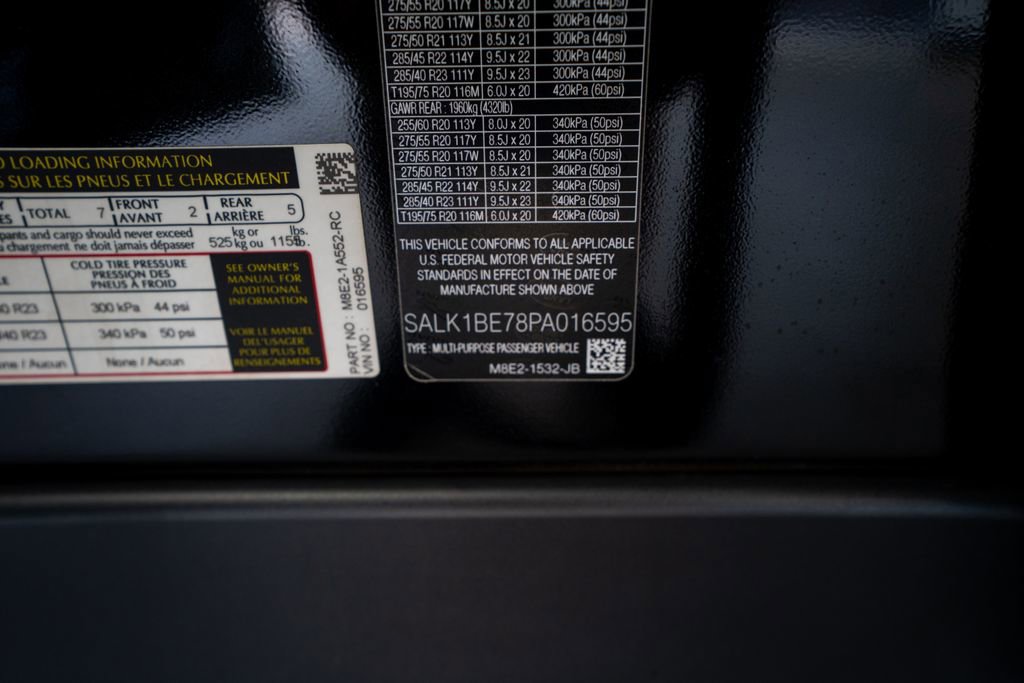 O LOADING INFORMATION
S SUR LES PNEUS ET LE CHARGEMENT
TOTAL 7 FRONT AVANT 2 REAR ARRIÈRE 5
pants and cargo should never exceed kg or lbs.
chargement ne doit jamais dépasser 525 kg ou 1158 lb.
COLD TIRE PRESSURE
PRESSION DES
PNEUS À FROID
0 R23 300 kPa 44 psi
/40 R23 340 kPa 50 psi
None / Aucun None / Aucun
SEE OWNER'S
MANUAL FOR
ADDITIONAL
INFORMATION
VOIR LE MANUEL
DE L'USAGER
POUR PLUS DE
RENSEIGNEMENTS
PART NO : M8E2-1A552-RC
VIN NO : 016595
275/55 R20 117Y 8.5J x 20 300kPa (44psi)
275/55 R20 117W 8.5J x 20 300kPa (44psi)
275/50 R21 113Y 8.5J x 21 300kPa (44psi)
285/45 R22 114Y 9.5J x 22 300kPa (44psi)
285/40 R23 111Y 9.5J x 23 300kPa (44psi)
T195/75 R20 116M 6.0J x 20 420kPa (60psi)
GAWR REAR : 1960kg (4320lb)
255/60 R20 113Y 8.0J x 20 340kPa (50psi)
275/55 R20 117Y 8.5J x 20 340kPa (50psi)
275/55 R20 117W 8.5J x 20 340kPa (50psi)
275/50 R21 113Y 8.5J x 21 340kPa (50psi)
285/45 R22 114Y 9.5J x 22 340kPa (50psi)
285/40 R23 111Y 9.5J x 23 340kPa (50psi)
T195/75 R20 116M 6.0J x 20 420kPa (60psi)
THIS VEHICLE CONFORMS TO ALL APPLICABLE
U.S. FEDERAL MOTOR VEHICLE SAFETY
STANDARDS IN EFFECT ON THE DATE OF
MANUFACTURE SHOWN ABOVE
SALK1BE78PA016595
TYPE : MULTI-PURPOSE PASSENGER VEHICLE
M8E2-1532-JB